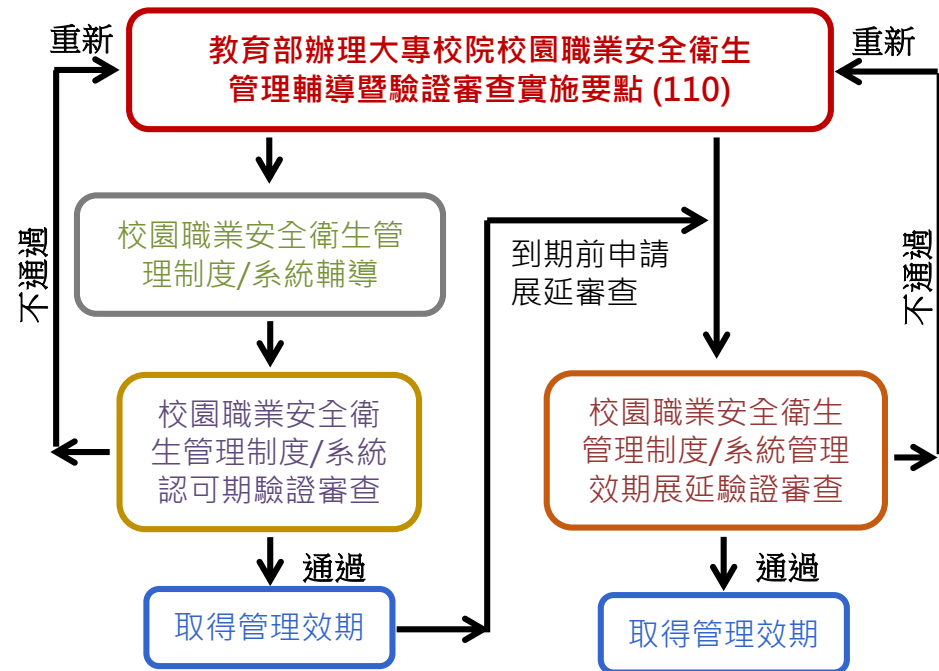 重新
教育部辦理大專校院校園職業安全衛生
管理輔導暨驗證審查實施要點 (110)
重新
校園職業安全衛生管
理制度/系統輔導
到期前申請
展延審查
不通過
不通過
校園職業安全衛
生管理制度/系統
認可期驗證審查
校園職業安全衛生
管理制度/系統管理
效期展延驗證審查
通過
通過
取得管理效期
取得管理效期